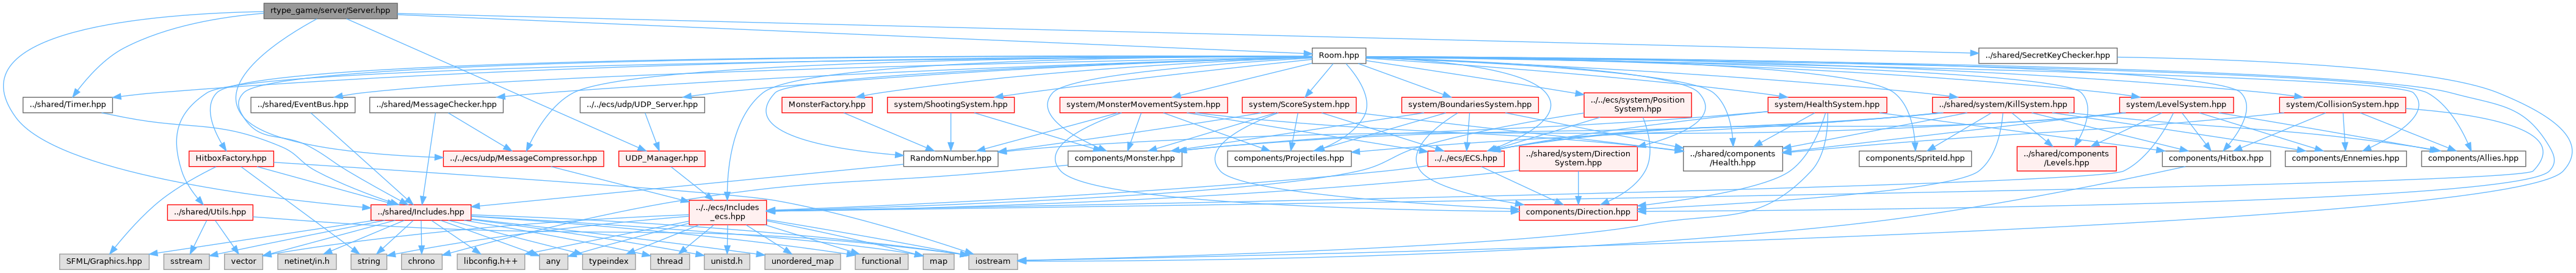 rtype_game/server/Server.hpp
Room.hpp
../shared/SecretKeyChecker.hpp
../shared/Timer.hpp
../shared/EventBus.hpp
../shared/MessageChecker.hpp
../../ecs/udp/UDP_Server.hpp
MonsterFactory.hpp
system/ShootingSystem.hpp
system/MonsterMovementSystem.hpp
system/ScoreSystem.hpp
system/BoundariesSystem.hpp
../../ecs/system/Position
System.hpp
system/HealthSystem.hpp
../shared/system/KillSystem.hpp
system/LevelSystem.hpp
system/CollisionSystem.hpp
HitboxFactory.hpp
../../ecs/udp/MessageCompressor.hpp
UDP_Manager.hpp
RandomNumber.hpp
components/Monster.hpp
components/Projectiles.hpp
../../ecs/ECS.hpp
../shared/system/Direction
System.hpp
../shared/components
/Health.hpp
components/SpriteId.hpp
../shared/components
/Levels.hpp
components/Hitbox.hpp
components/Ennemies.hpp
components/Allies.hpp
../shared/Utils.hpp
../shared/Includes.hpp
../../ecs/Includes
_ecs.hpp
components/Direction.hpp
SFML/Graphics.hpp
sstream
vector
netinet/in.h
string
chrono
libconfig.h++
any
typeindex
thread
unistd.h
unordered_map
functional
map
iostream